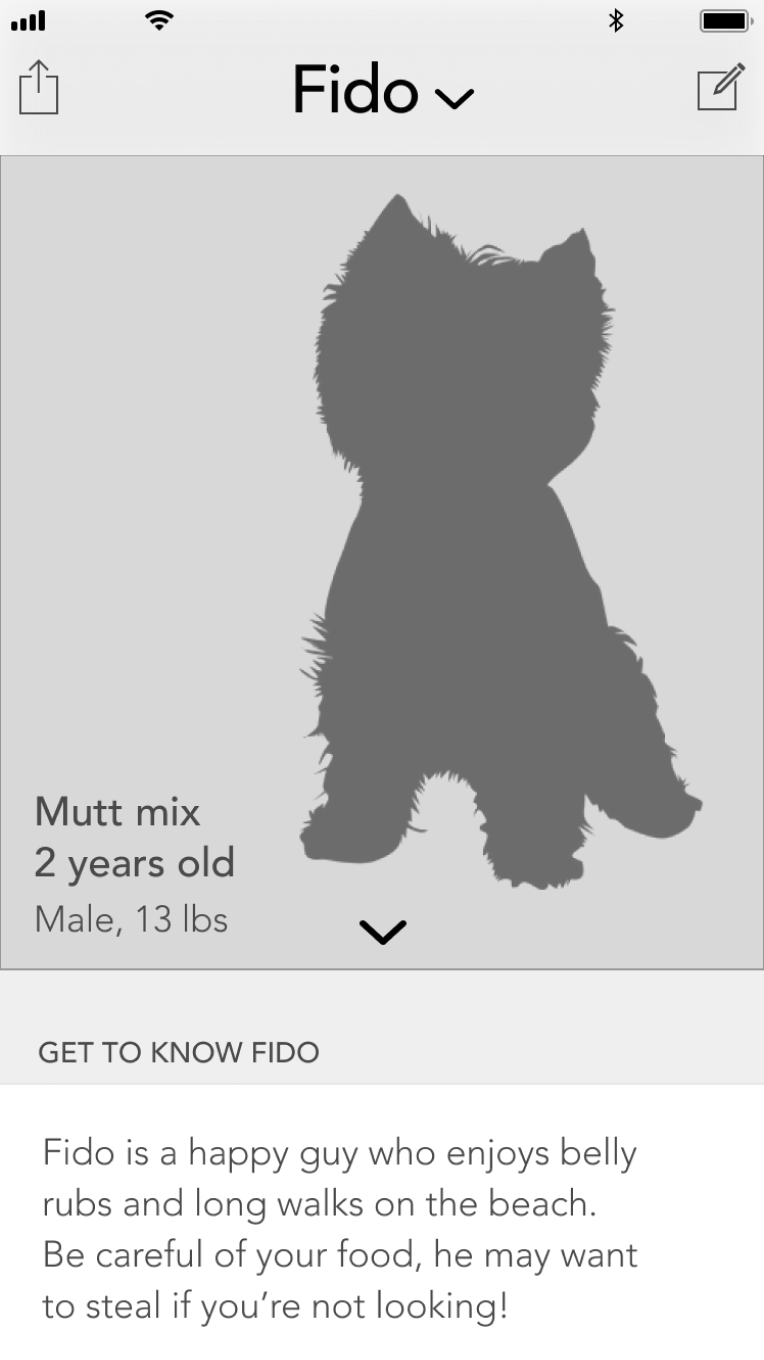 Fido
Mutt mix
2 years old
Male, 13 lbs
GET TO KNOW FIDO
Fido is a happy guy who enjoys belly
rubs and long walks on the beach.
Be careful of your food, he may want
to steal if you’re not looking!